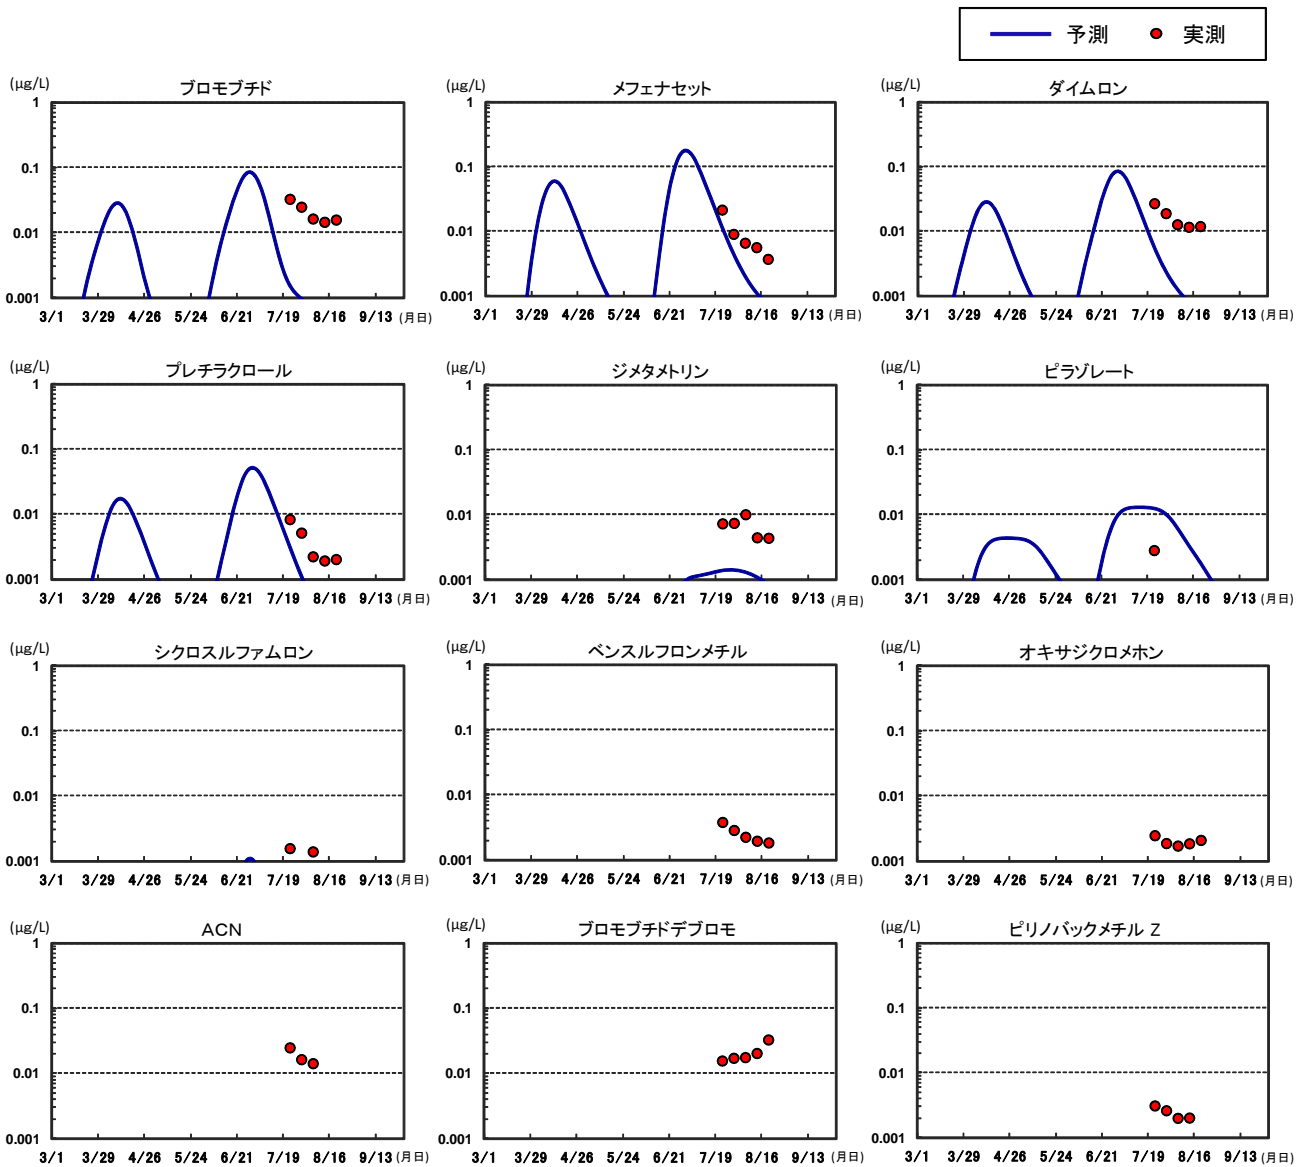 予測 実測
(μg/L) ブロモブチド
1
0.1
0.01
0.001
3/1 3/29 4/26 5/24 6/21 7/19 8/16 9/13 (月日)
(μg/L) メフェナセット
1
0.1
0.01
0.001
3/1 3/29 4/26 5/24 6/21 7/19 8/16 9/13 (月日)
(μg/L) ダイムロン
1
0.1
0.01
0.001
3/1 3/29 4/26 5/24 6/21 7/19 8/16 9/13 (月日)
(μg/L) プレチラクロール
1
0.1
0.01
0.001
3/1 3/29 4/26 5/24 6/21 7/19 8/16 9/13 (月日)
(μg/L) ジメタメトリン
1
0.1
0.01
0.001
3/1 3/29 4/26 5/24 6/21 7/19 8/16 9/13 (月日)
(μg/L) ピラゾレート
1
0.1
0.01
0.001
3/1 3/29 4/26 5/24 6/21 7/19 8/16 9/13 (月日)
(μg/L) シクロスルファムロン
1
0.1
0.01
0.001
3/1 3/29 4/26 5/24 6/21 7/19 8/16 9/13 (月日)
(μg/L) ベンスルフロンメチル
1
0.1
0.01
0.001
3/1 3/29 4/26 5/24 6/21 7/19 8/16 9/13 (月日)
(μg/L) オキサジクロメホン
1
0.1
0.01
0.001
3/1 3/29 4/26 5/24 6/21 7/19 8/16 9/13 (月日)
(μg/L) ACN
1
0.1
0.01
0.001
3/1 3/29 4/26 5/24 6/21 7/19 8/16 9/13 (月日)
(μg/L) ブロモブチドデブロモ
1
0.1
0.01
0.001
3/1 3/29 4/26 5/24 6/21 7/19 8/16 9/13 (月日)
(μg/L) ピリノバックメチル Z
1
0.1
0.01
0.001
3/1 3/29 4/26 5/24 6/21 7/19 8/16 9/13 (月日)